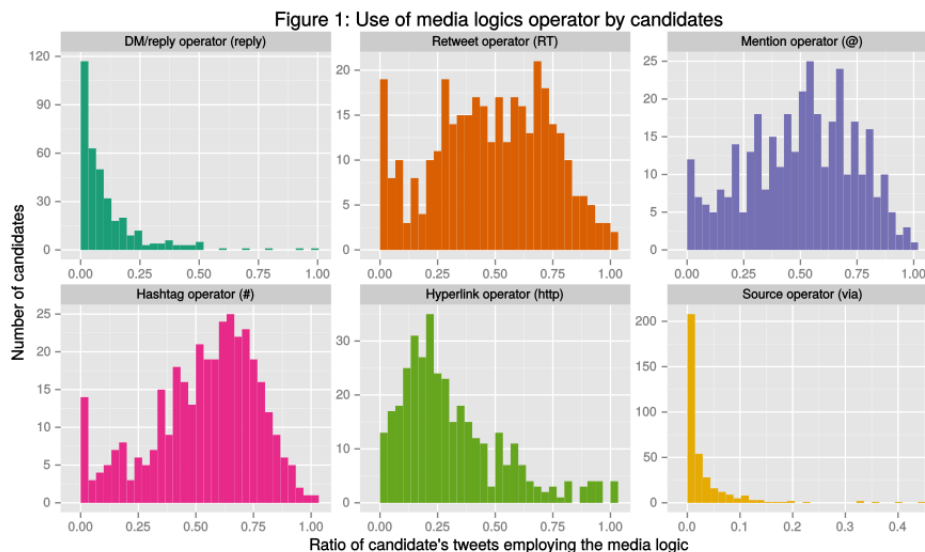 Figure 1: Use of media logics operator by candidates
DM/reply operator (reply)
Retweet operator (RT)
Mention operator (@)
120
90
60
30
0
0.00 0.25 0.50 0.75 1.00
20
15
10
5
0
0.00 0.25 0.50 0.75 1.00
25
20
15
10
5
0
0.00 0.25 0.50 0.75 1.00
Number of candidates
Hashtag operator (#)
Hyperlink operator (http)
Source operator (via)
25
20
15
10
5
0
0.00 0.25 0.50 0.75 1.00
30
20
10
0
0.00 0.25 0.50 0.75 1.00
200
150
100
50
0
0.0 0.1 0.2 0.3 0.4
Ratio of candidate's tweets employing the media logic